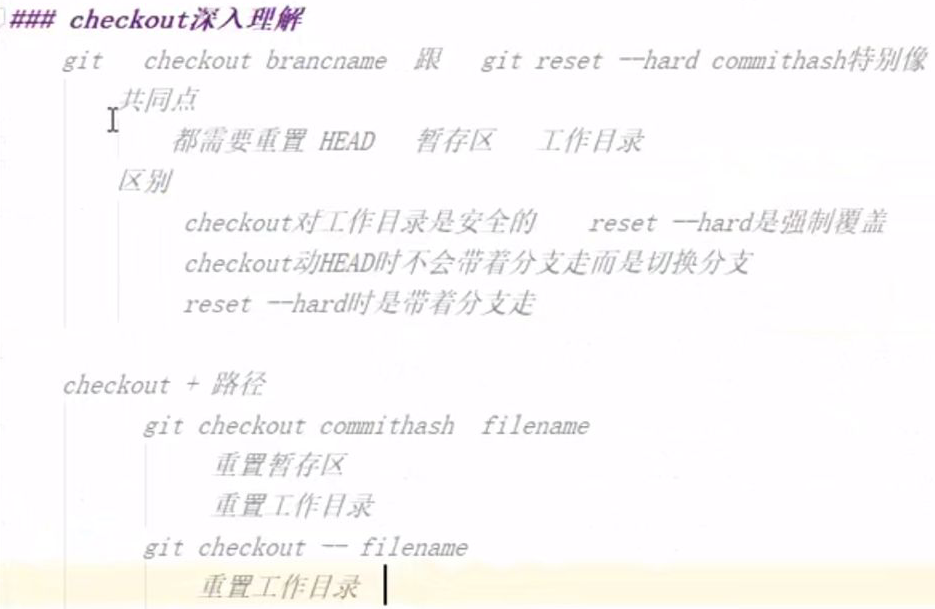 ### checkout深入理解
git checkout brancname 跟 git reset --hard commithash特别像
共同点
都需要重置 HEAD 暂存区 工作目录
区别
checkout对工作目录是安全的 reset --hard是强制覆盖
checkout动HEAD时不会带着分支走而是切换分支
reset --hard时是带着分支走
checkout + 路径
git checkout commithash filename
重置暂存区
重置工作目录
git checkout -- filename
重置工作目录